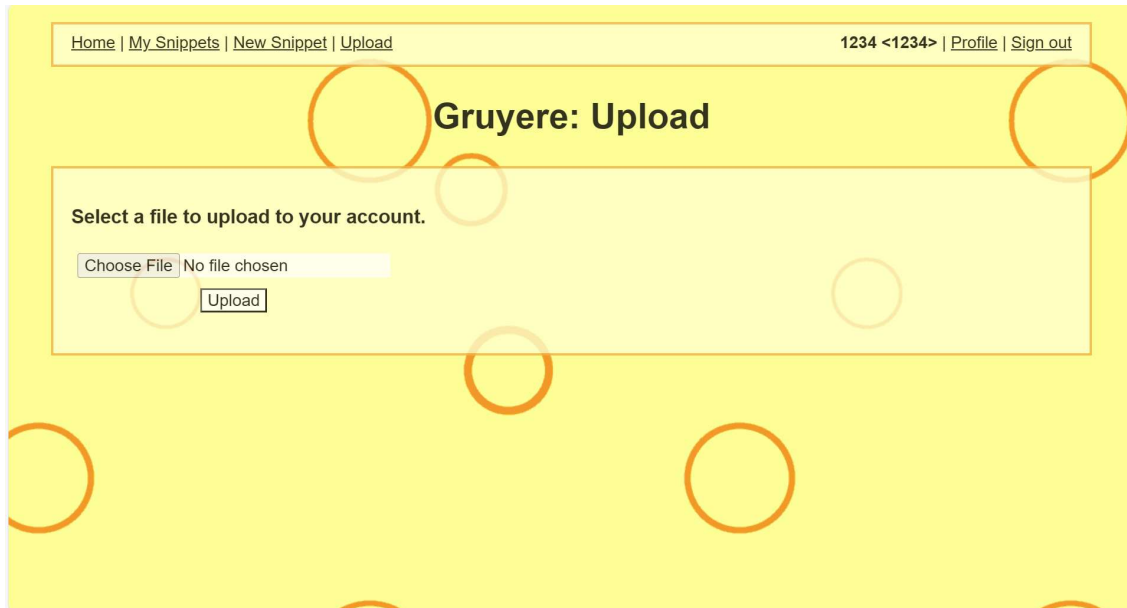 Home | My Snippets | New Snippet | Upload
1234 <1234> | Profile | Sign out
Gruyere: Upload
Select a file to upload to your account.
Choose File No file chosen
Upload